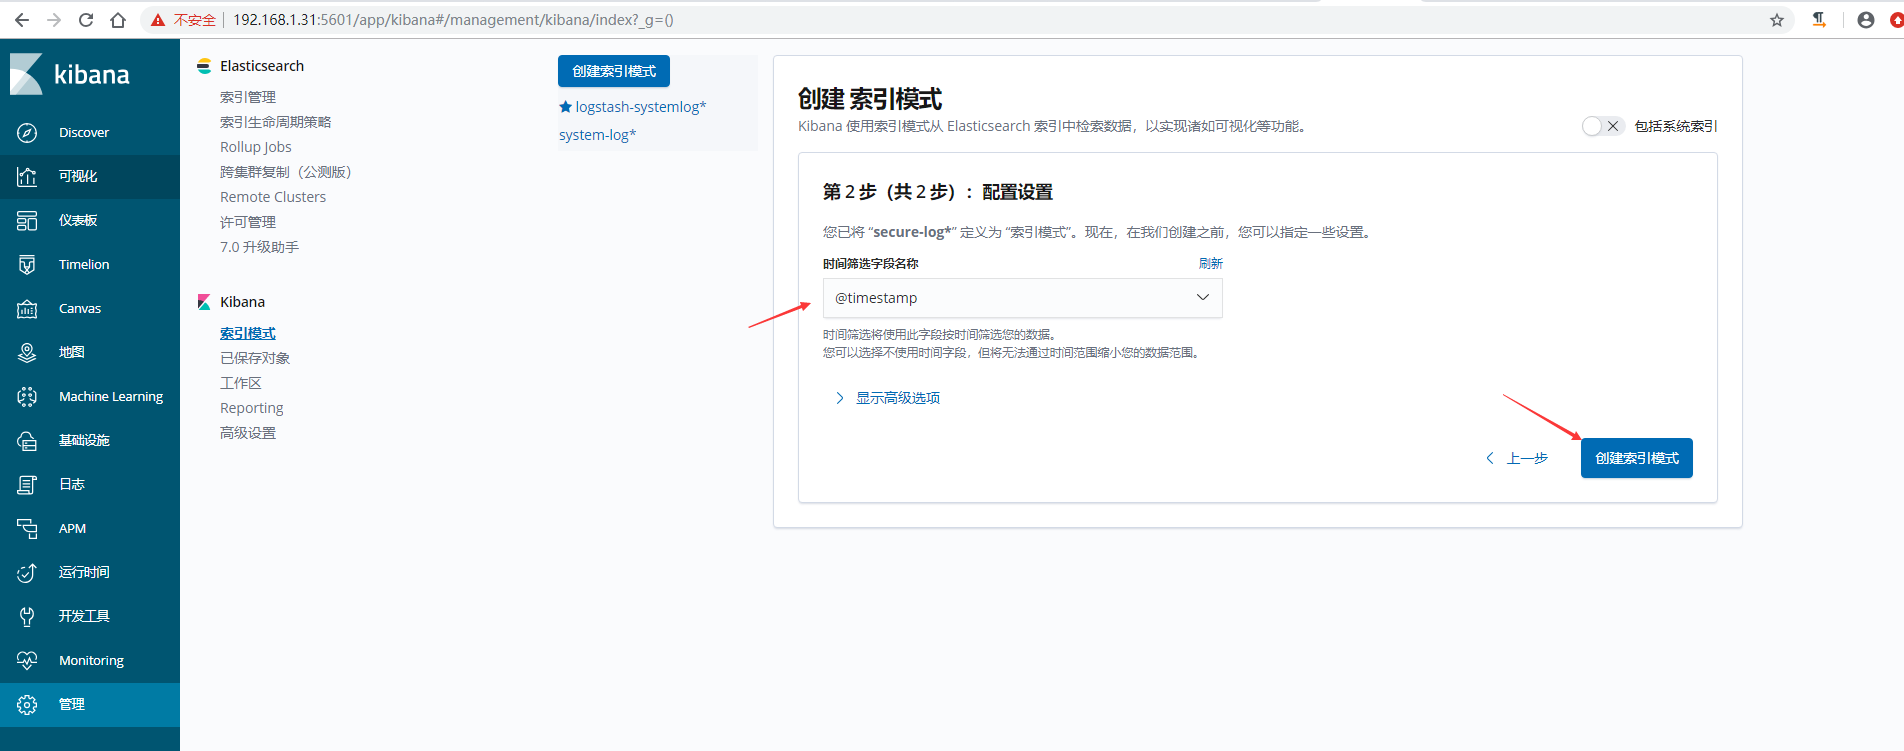 不安全 | 192.168.1.31:5601/app/kibana#/management/kibana/index?_g=()
kibana
Discover
可视化
仪表板
Timelion
Canvas
地图
Machine Learning
基础设施
日志
APM
运行时间
开发工具
Monitoring
管理
Elasticsearch
索引管理
索引生命周期策略
Rollup Jobs
跨集群复制（公测版）
Remote Clusters
许可管理
7.0 升级助手
Kibana
索引模式
已保存对象
工作区
Reporting
高级设置
创建索引模式
logstash-systemlog*
system-log*
创建 索引模式
Kibana 使用索引模式从 Elasticsearch 索引中检索数据，以实现诸如可视化等功能。
包括系统索引
第 2 步（共 2 步）：配置设置
您已将 “secure-log*” 定义为 “索引模式”。现在，在我们创建之前，您可以指定一些设置。
时间筛选字段名称 刷新
@timestamp
时间筛选将使用此字段按时间筛选您的数据。
您可以选择不使用时间字段，但将无法通过时间范围缩小您的数据范围。
显示高级选项
上一步
创建索引模式